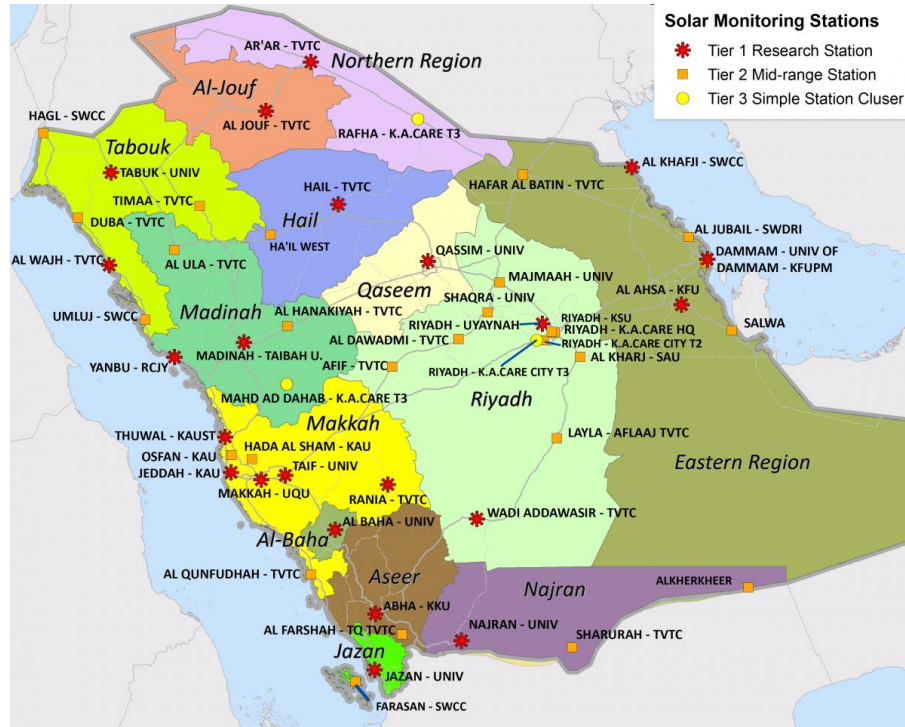 Solar Monitoring Stations
Tier 1 Research Station
Tier 2 Mid-range Station
Tier 3 Simple Station Cluser
AR'AR - TVTC
Northern Region
Al-Jouf
HAGL - SWCC
AL JOUF - TVTC
RAFHA - K.A.CARE T3
Tabouk
AL KHAFJI - SWCC
TABUK - UNIV
HAIL - TVTC
HAFAR AL BATIN - TVTC
TIMAA - TVTC
DUBA - TVTC
Hail
AL JUBAIL - SWDRI
HA'IL WEST
QASSIM - UNIV
DAMMAM - UNIV OF
DAMMAM - KFUPM
AL WAJH - TVTC
AL ULA - TVTC
MAJMAAH - UNIV
Qaseem
AL AHSA - KFU
SHAQRA - UNIV
Madinah
AL HANAKIYAH - TVTC
UMLUJ - SWCC
RIYADH - UYAYNAH
RIYADH - KSU
RIYADH - K.A.CARE HQ
SALWA
AL DAWADMI - TVTC
RIYADH - K.A.CARE CITY T2
MADINAH - TAIBAH U.
AL KHARJ - SAU
YANBU - RCJY
AFIF - TVTC
RIYADH - K.A.CARE CITY T3
MAHD AD DAHAB - K.A.CARE T3
Riyadh
Makkah
THUWAL - KAUST
LAYLA - AFLAAJ TVTC
HADA AL SHAM - KAU
OSFAN - KAU
Eastern Region
JEDDAH - KAU
TAIF - UNIV
MAKKAH - UQU
RANIA - TVTC
WADI ADDAWASIR - TVTC
AL BAHA - UNIV
Al-Baha
AL QUNFUDHAH - TVTC
Aseer
Najran
ALKHERKHEER
ABHA - KKU
AL FARSHAH - TQ TVTC
NAJRAN - UNIV
SHARURAH - TVTC
Jazan
JAZAN - UNIV
FARASAN - SWCC